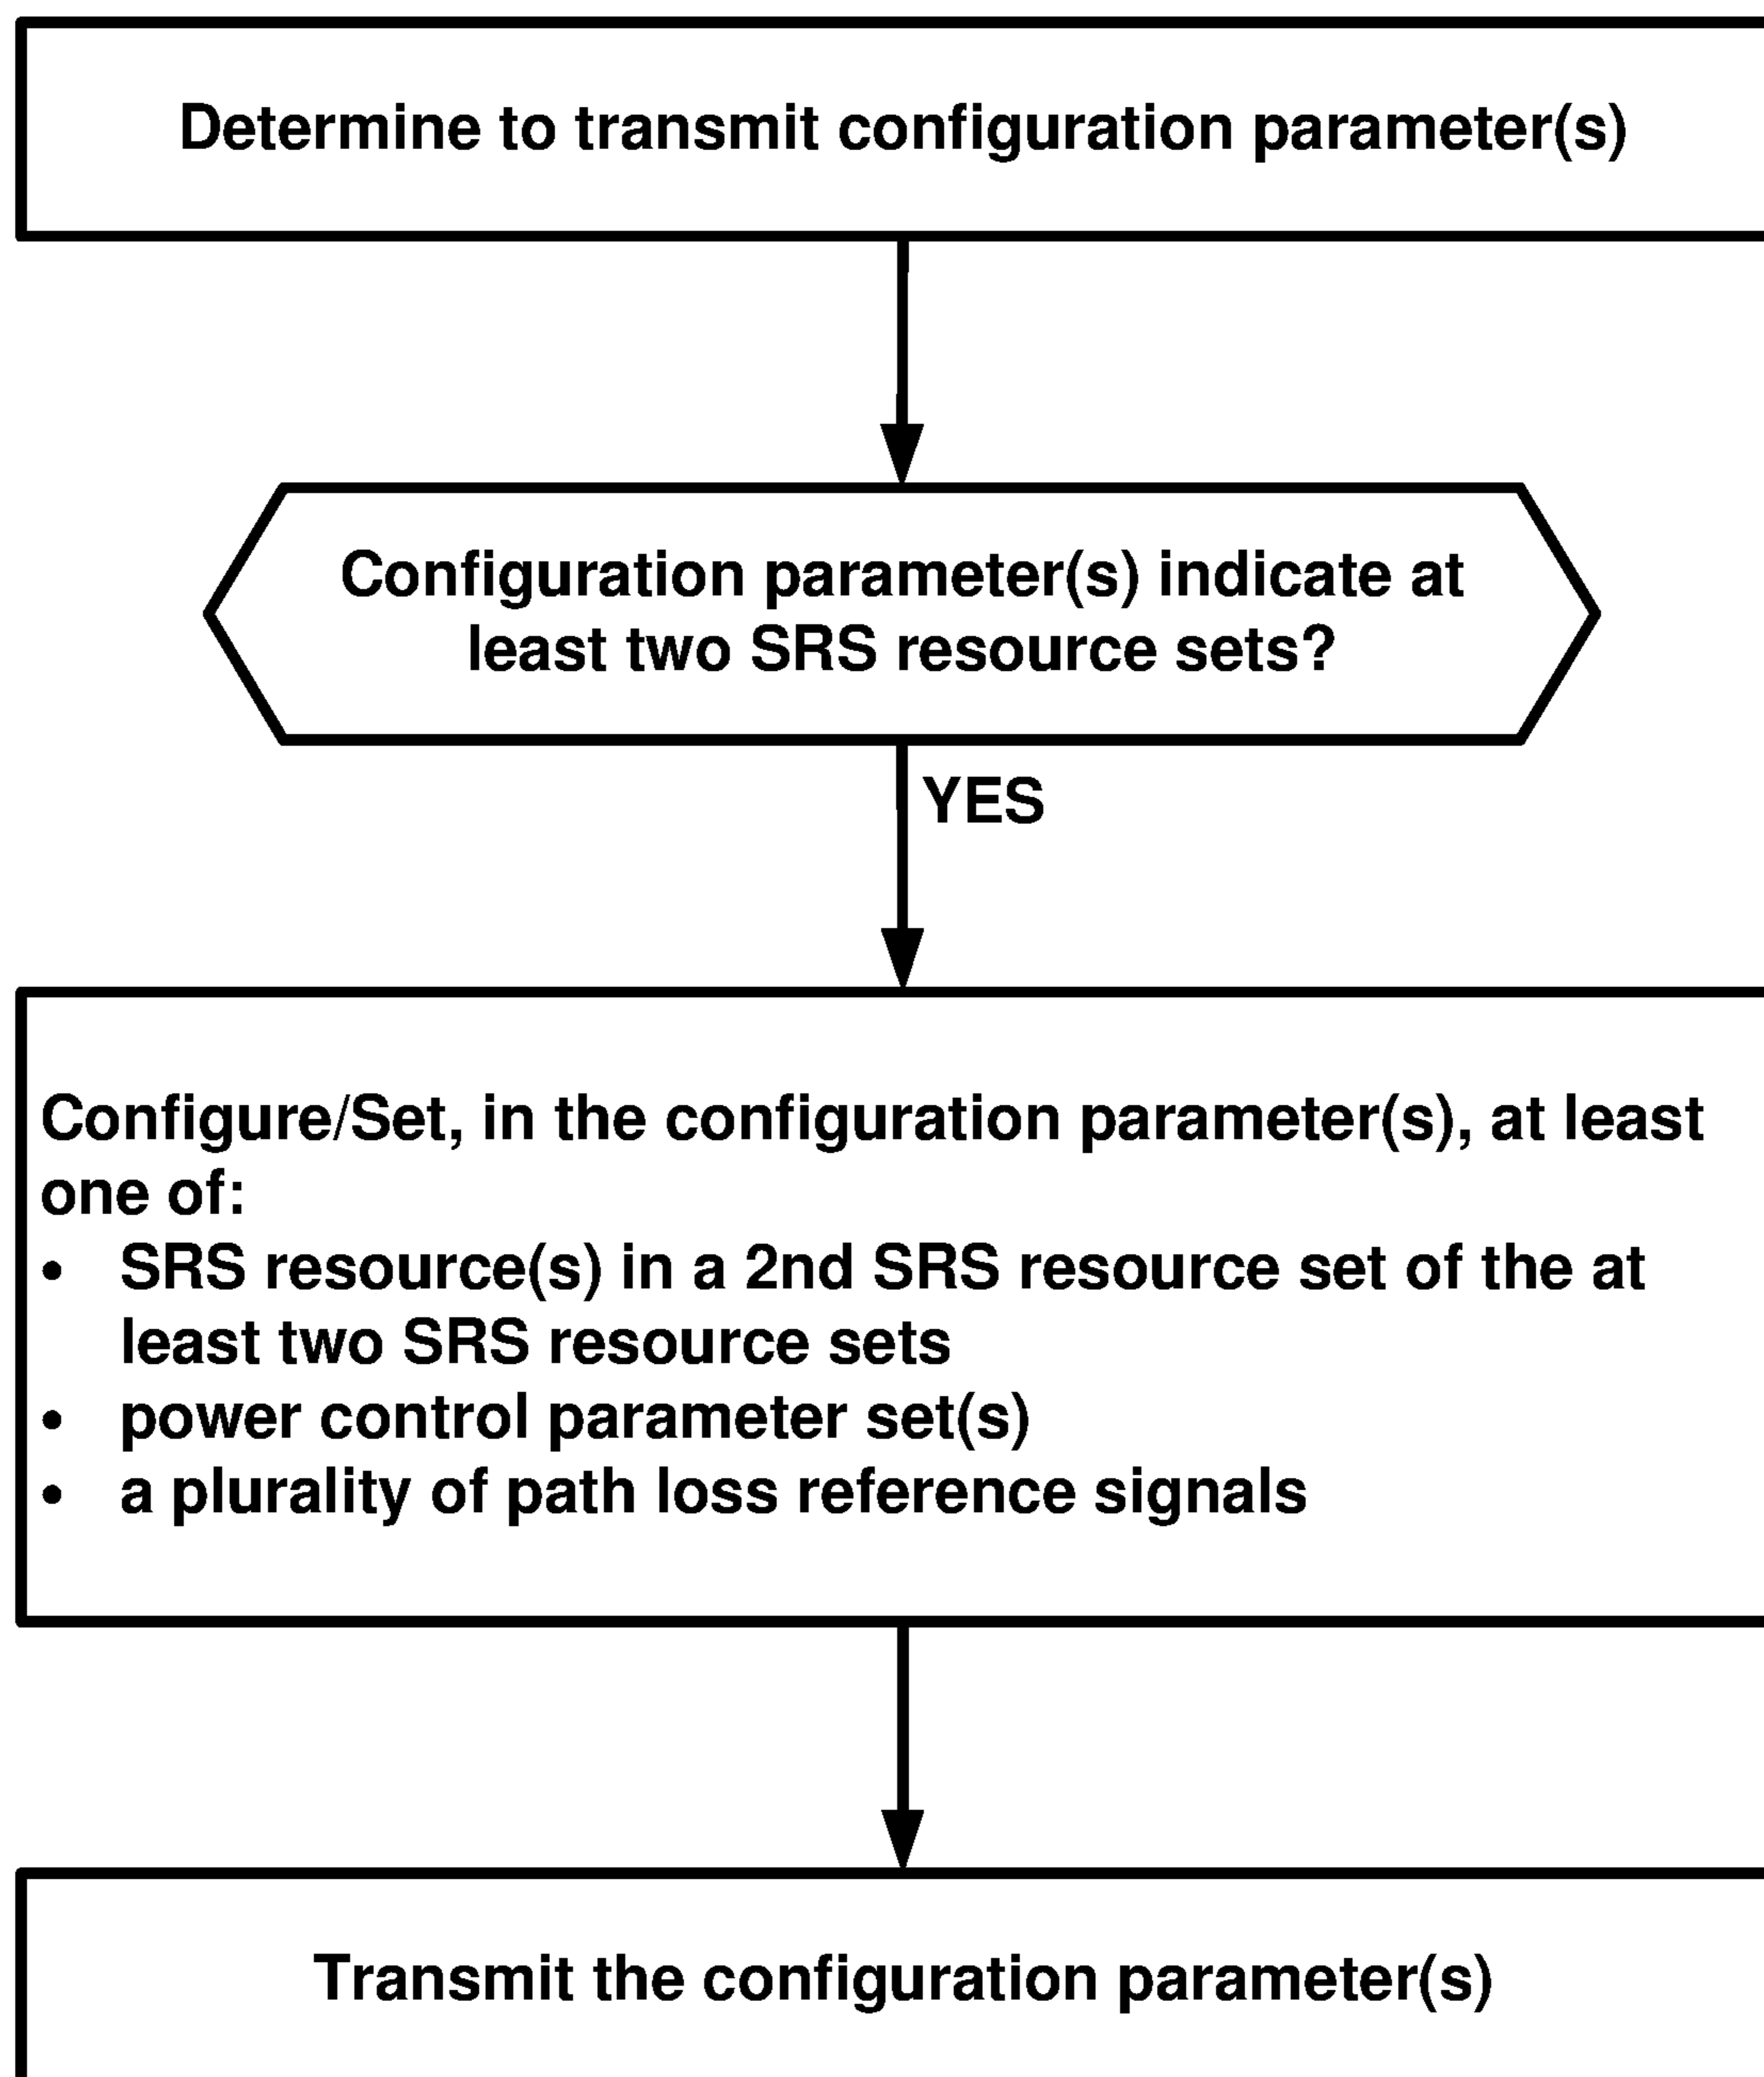 Determine to transmit configuration parameter(s)
Configuration parameter(s) indicate at
least two SRS resource sets?
YES
Configure/Set, in the configuration parameter(s), at least
one of:
• SRS resource(s) in a 2nd SRS resource set of the at
least two SRS resource sets
• power control parameter set(s)
• a plurality of path loss reference signals
Transmit the configuration parameter(s)